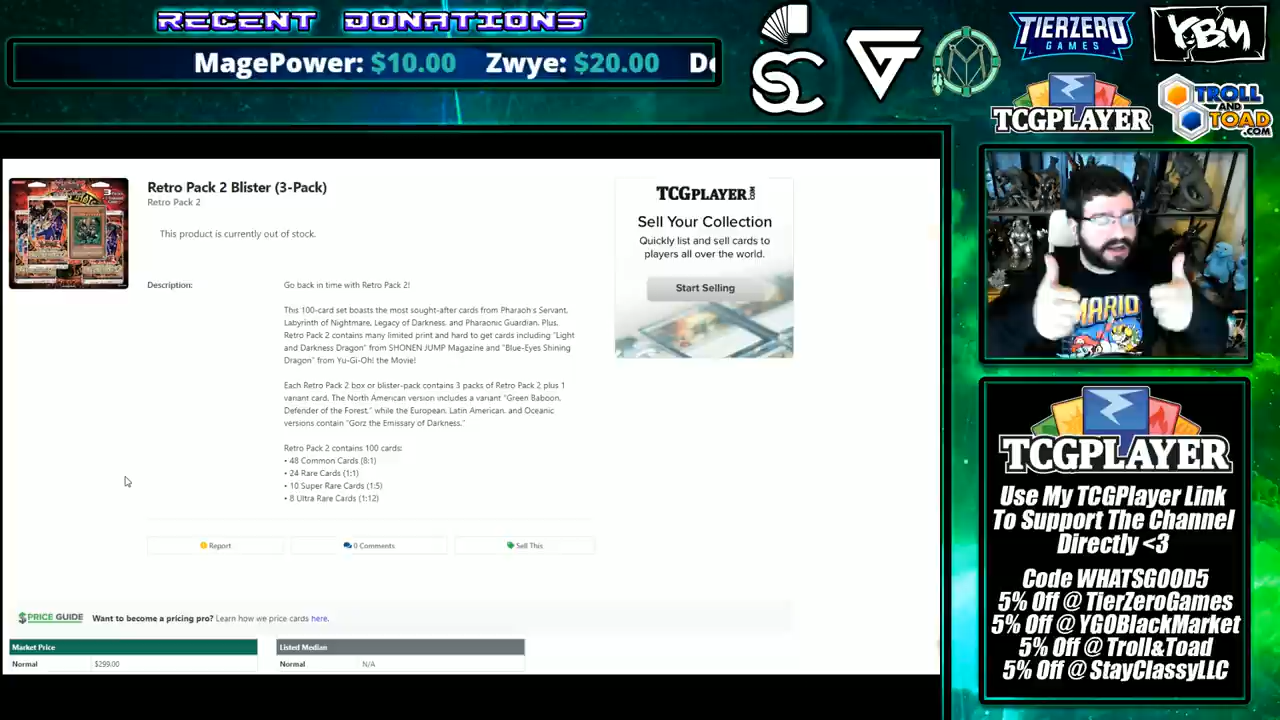 RECENT DONATIONS
MagePower: $10.00 Zwye: $20.00 De
SC
TIERZERO
GAMES
YBM
TCGPLAYER
TROLL
AND
TOAD
.COM
Retro Pack 2 Blister (3-Pack)
Retro Pack 2
This product is currently out of stock.
Description:
Go back in time with Retro Pack 2!
This 100-card set boasts the most sought-after cards from Pharaoh's Servant,
Labyrinth of Nightmare, Legacy of Darkness, and Pharaonic Guardian. Plus,
Retro Pack 2 contains many limited print and hard to get cards including "Light
and Darkness Dragon" from SHONEN JUMP Magazine and "Blue-Eyes Shining
Dragon" from Yu-Gi-Oh! the Movie!
Each Retro Pack 2 box or blister-pack contains 3 packs of Retro Pack 2 plus 1
variant card. The North American version includes a variant "Green Baboon,
Defender of the Forest," while the European, Latin American, and Oceanic
versions contain "Gorz the Emissary of Darkness."
Retro Pack 2 contains 100 cards:
• 48 Common Cards (8:1)
• 24 Rare Cards (1:1)
• 10 Super Rare Cards (1:5)
• 8 Ultra Rare Cards (1:12)
Report
0 Comments
Sell This
TCGPLAYER.COM
Sell Your Collection
Quickly list and sell cards to
players all over the world.
Start Selling
$PRICE GUIDE Want to become a pricing pro? Learn how we price cards here.
Market Price
Normal $299.00
Listed Median
Normal N/A
MARIO
TCGPLAYER
Use My TCGPlayer Link
To Support The Channel
Directly <3
Code WHATSGOOD5
5% Off @ TierZeroGames
5% Off @ YGOBlackMarket
5% Off @ Troll&Toad
5% Off @ StayClassyLLC